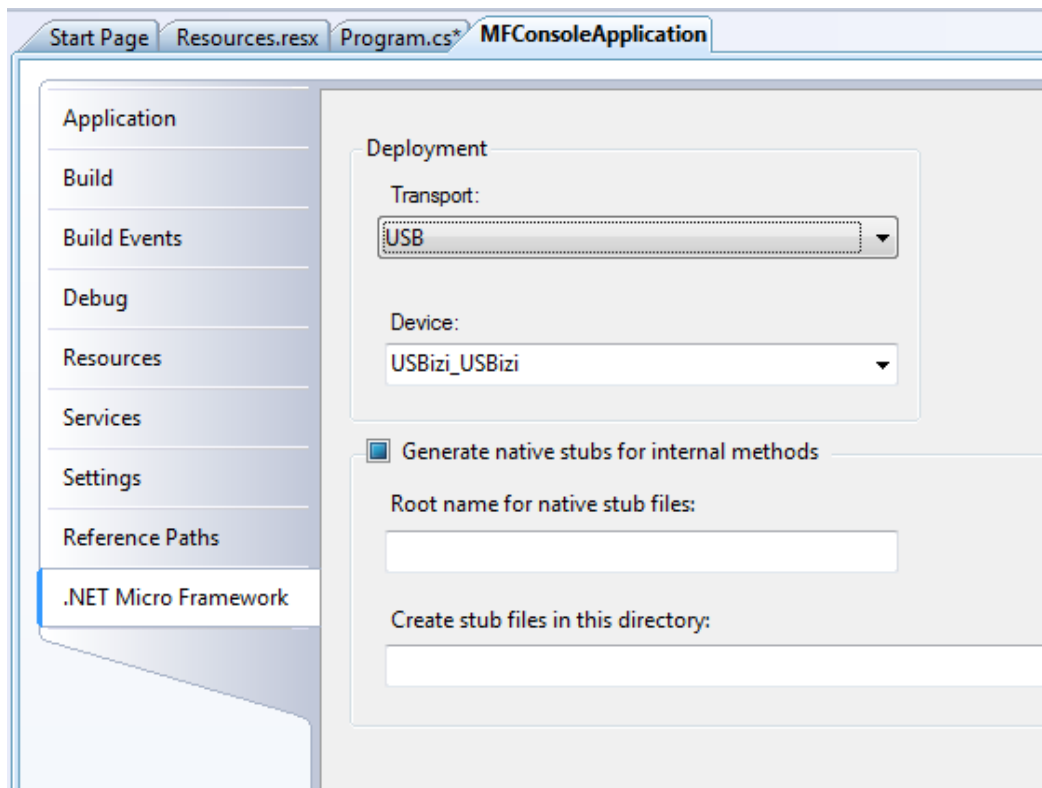 Start Page Resources.resx Program.cs* MFConsoleApplication
Application
Build
Build Events
Debug
Resources
Services
Settings
Reference Paths
.NET Micro Framework
Deployment
Transport:
USB
Device:
USBizi_USBizi
Generate native stubs for internal methods
Root name for native stub files:
Create stub files in this directory: